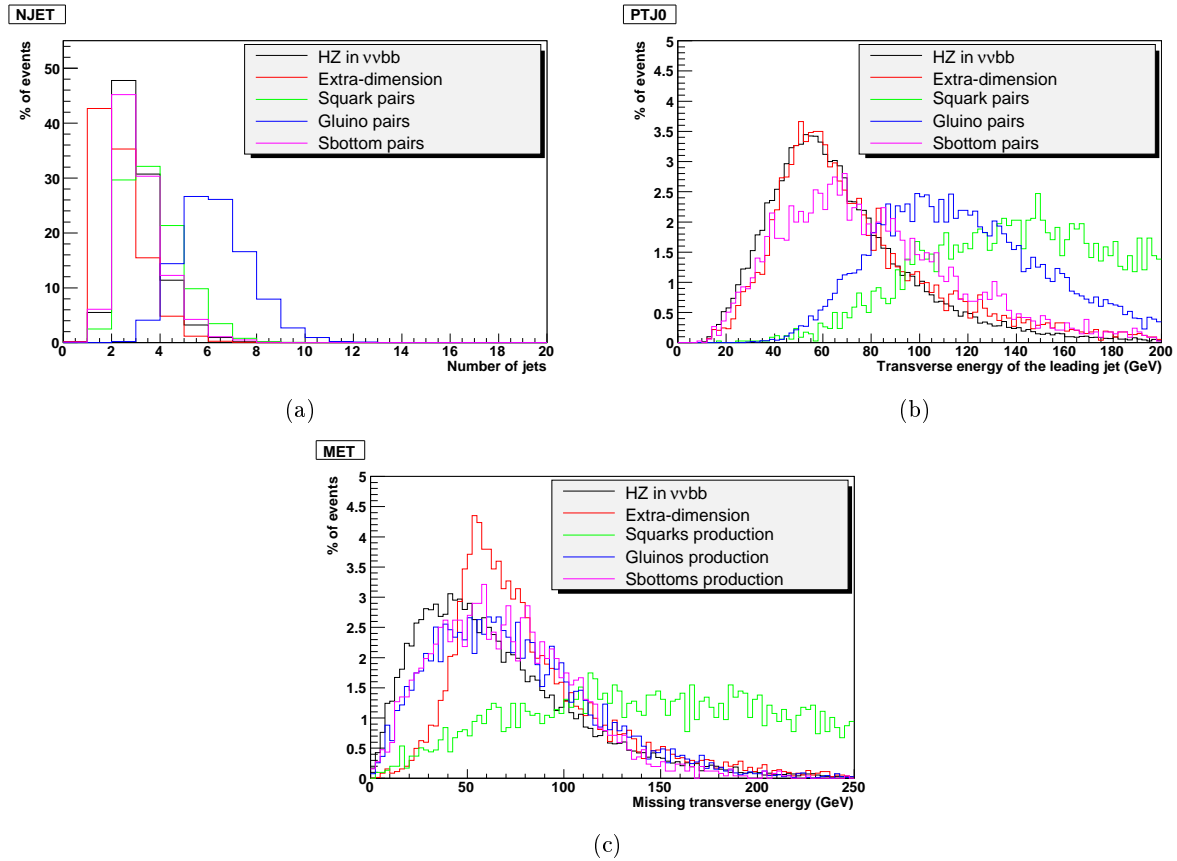 NJET
% of events
50
40
30
20
10
0
0 2 4 6 8 10 12 14 16 18 20
Number of jets
HZ in ννbb
Extra-dimension
Squark pairs
Gluino pairs
Sbottom pairs
(a)
PTJ0
% of events
5
4.5
4
3.5
3
2.5
2
1.5
1
0.5
0
0 20 40 60 80 100 120 140 160 180 200
Transverse energy of the leading jet (GeV)
HZ in ννbb
Extra-dimension
Squark pairs
Gluino pairs
Sbottom pairs
(b)
MET
% of events
5
4.5
4
3.5
3
2.5
2
1.5
1
0.5
0
0 50 100 150 200 250
Missing transverse energy (GeV)
HZ in ννbb
Extra-dimension
Squarks production
Gluinos production
Sbottoms production
(c)